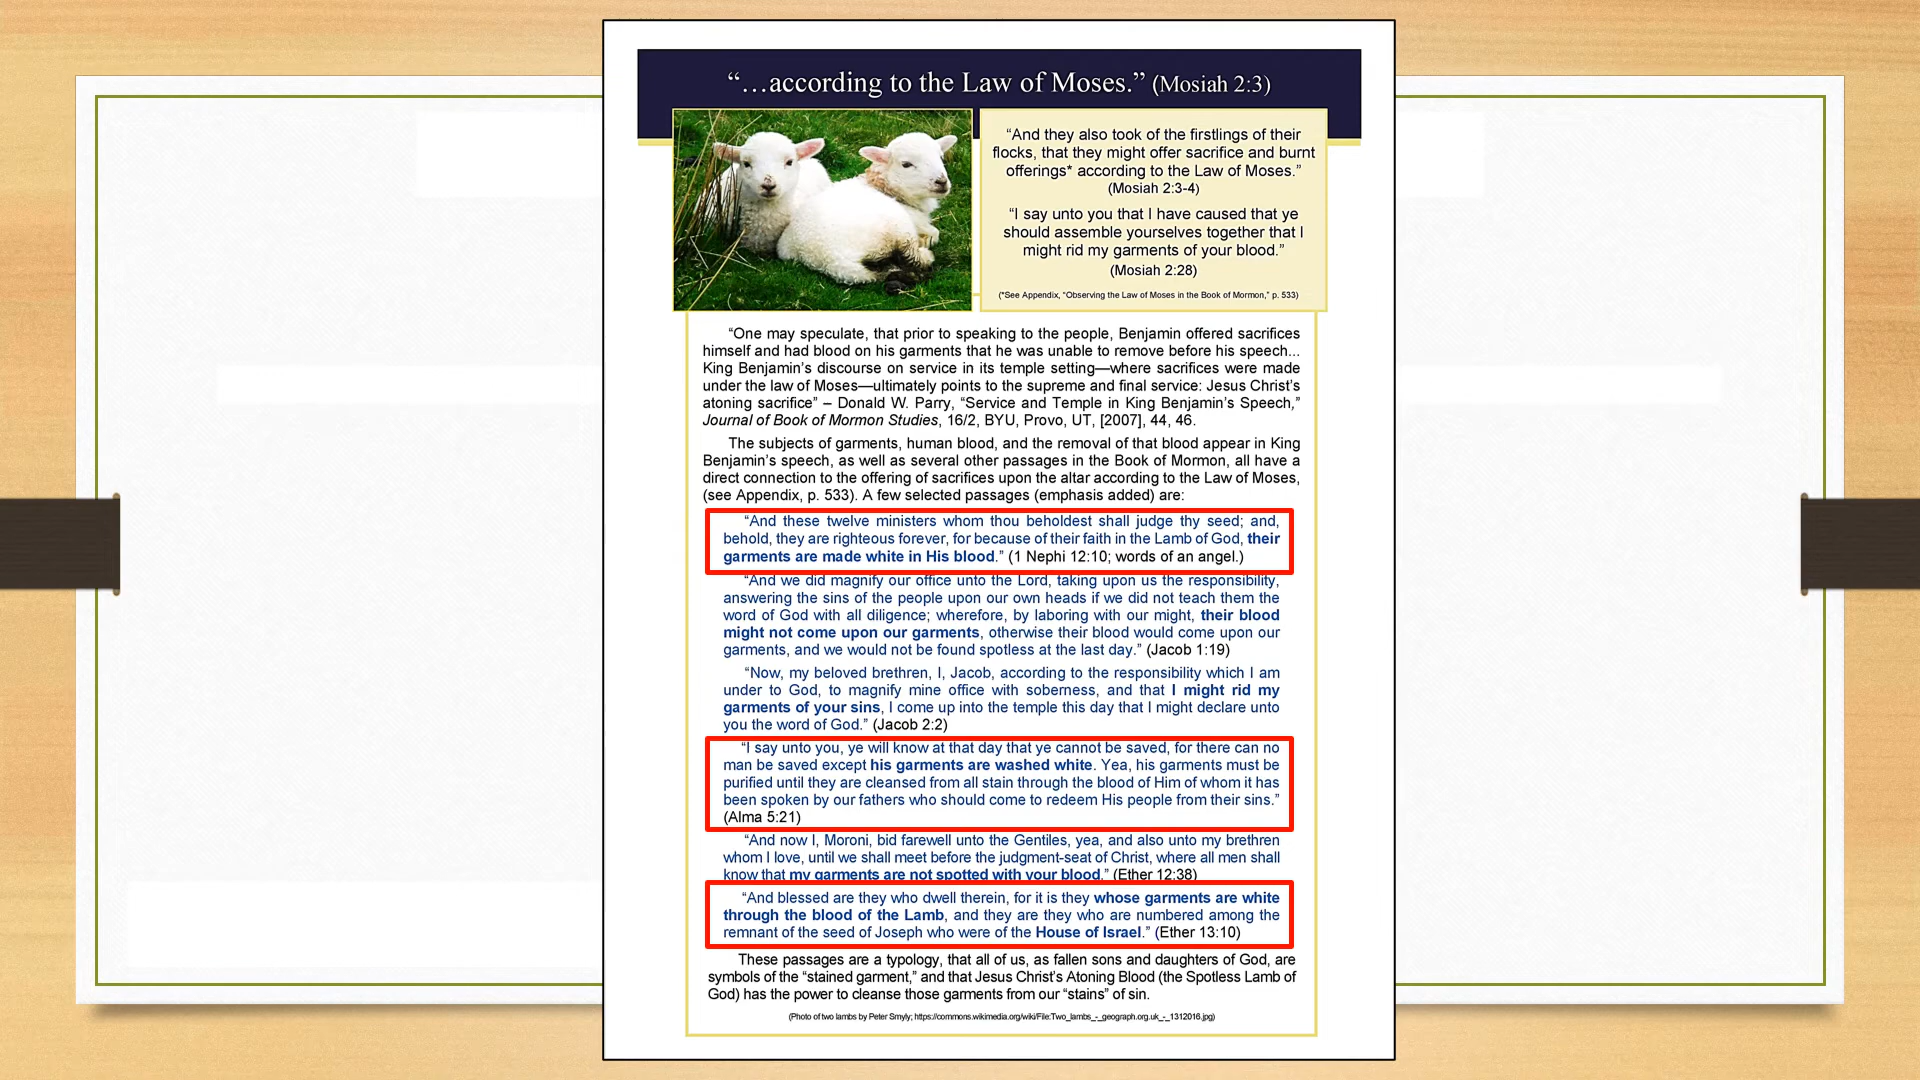 “…according to the Law of Moses.” (Mosiah 2:3)
“And they also took of the firstlings of their
flocks, that they might offer sacrifice and burnt
offerings* according to the Law of Moses.”
(Mosiah 2:3-4)
“I say unto you that I have caused that ye
should assemble yourselves together that I
might rid my garments of your blood.”
(Mosiah 2:28)
(*See Appendix, “Observing the Law of Moses in the Book of Mormon,” p. 533)
“One may speculate, that prior to speaking to the people, Benjamin offered sacrifices
himself and had blood on his garments that he was unable to remove before his speech...
King Benjamin’s discourse on service in its temple setting—where sacrifices were made
under the law of Moses—ultimately points to the supreme and final service: Jesus Christ’s
atoning sacrifice” – Donald W. Parry, “Service and Temple in King Benjamin’s Speech,”
Journal of Book of Mormon Studies, 16/2, BYU, Provo, UT, [2007], 44, 46.
The subjects of garments, human blood, and the removal of that blood appear in King
Benjamin’s speech, as well as several other passages in the Book of Mormon, all have a
direct connection to the offering of sacrifices upon the altar according to the Law of Moses,
(see Appendix, p. 533). A few selected passages (emphasis added) are:
“And these twelve ministers whom thou beholdest shall judge thy seed; and,
behold, they are righteous forever, for because of their faith in the Lamb of God, their
garments are made white in His blood.” (1 Nephi 12:10; words of an angel.)
“And we did magnify our office unto the Lord, taking upon us the responsibility,
answering the sins of the people upon our own heads if we did not teach them the
word of God with all diligence; wherefore, by laboring with our might, their blood
might not come upon our garments, otherwise their blood would come upon our
garments, and we would not be found spotless at the last day.” (Jacob 1:19)
“Now, my beloved brethren, I, Jacob, according to the responsibility which I am
under to God, to magnify mine office with soberness, and that I might rid my
garments of your sins, I come up into the temple this day that I might declare unto
you the word of God.” (Jacob 2:2)
“I say unto you, ye will know at that day that ye cannot be saved, for there can no
man be saved except his garments are washed white. Yea, his garments must be
purified until they are cleansed from all stain through the blood of Him of whom it has
been spoken by our fathers who should come to redeem His people from their sins.”
(Alma 5:21)
“And now I, Moroni, bid farewell unto the Gentiles, yea, and also unto my brethren
whom I love, until we shall meet before the judgment-seat of Christ, where all men shall
know that my garments are not spotted with your blood.” (Ether 12:38)
“And blessed are they who dwell therein, for it is they whose garments are white
through the blood of the Lamb, and they are they who are numbered among the
remnant of the seed of Joseph who were of the House of Israel.” (Ether 13:10)
These passages are a typology, that all of us, as fallen sons and daughters of God, are
symbols of the “stained garment,” and that Jesus Christ’s Atoning Blood (the Spotless Lamb of
God) has the power to cleanse those garments from our “stains” of sin.
(Photo of two lambs by Peter Smyly; https://commons.wikimedia.org/wiki/File:Two_lambs_-_geograph.org.uk_-_1312016.jpg)